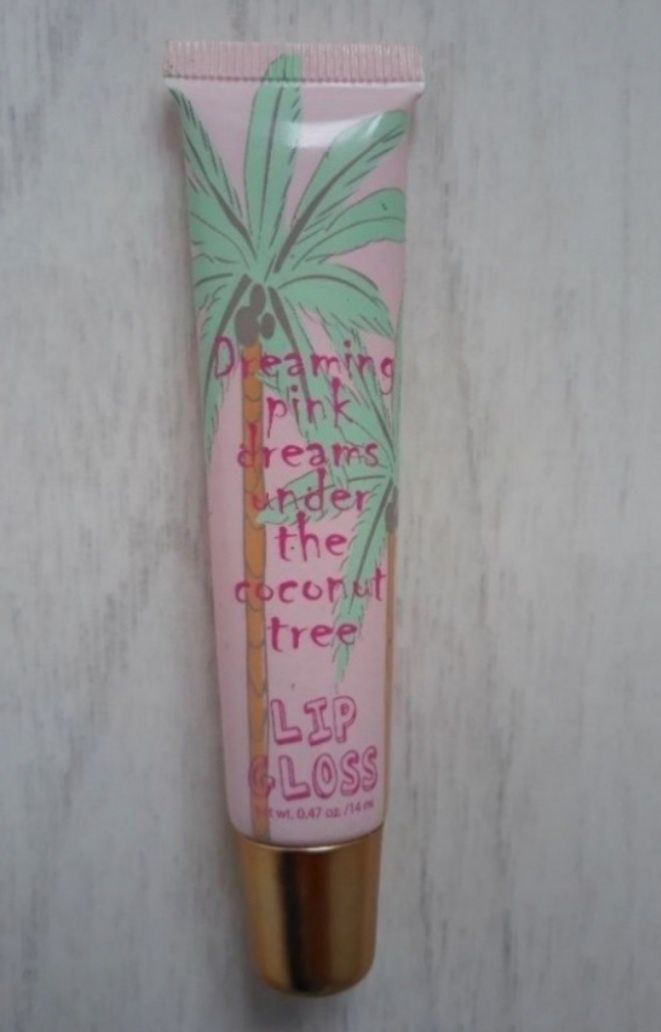 Dreaming
pink
dreams
under
the
coconut
tree
LIP
GLOSS
Net wt. 0.47 oz. /14 ml